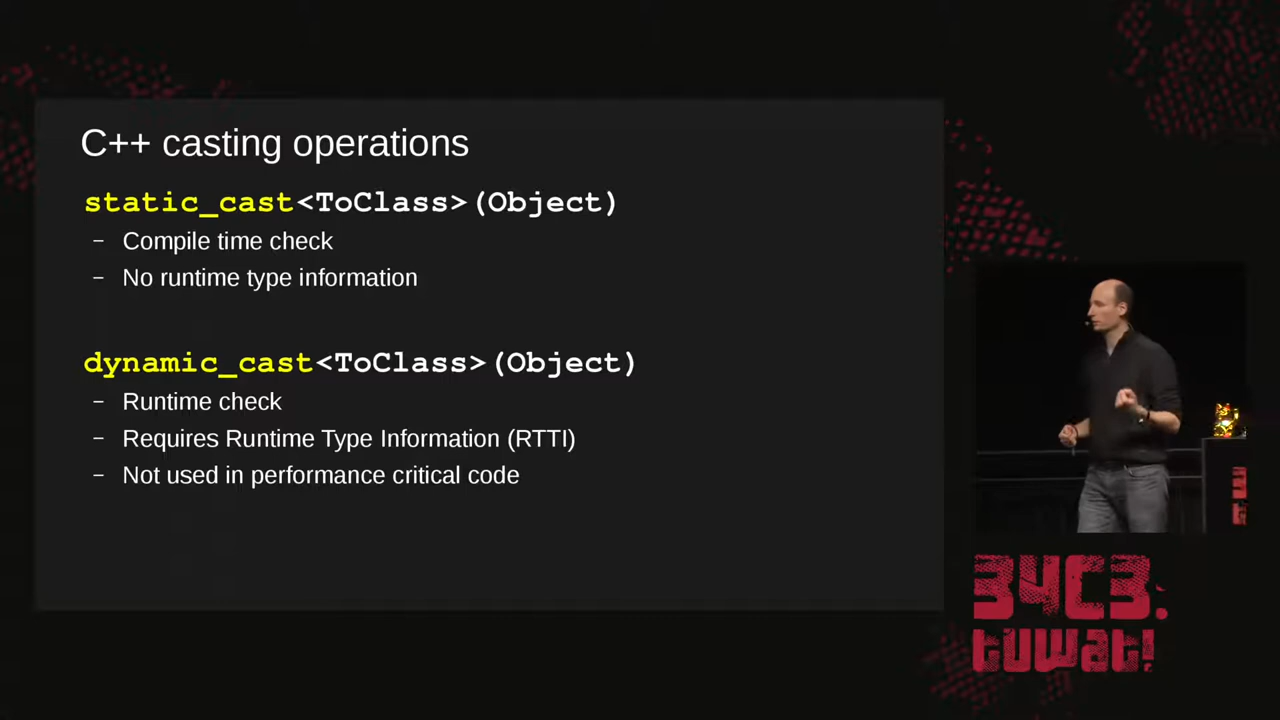 C++ casting operations
static_cast<ToClass>(Object)
– Compile time check
– No runtime type information
dynamic_cast<ToClass>(Object)
– Runtime check
– Requires Runtime Type Information (RTTI)
– Not used in performance critical code
34C3:
tuwat!